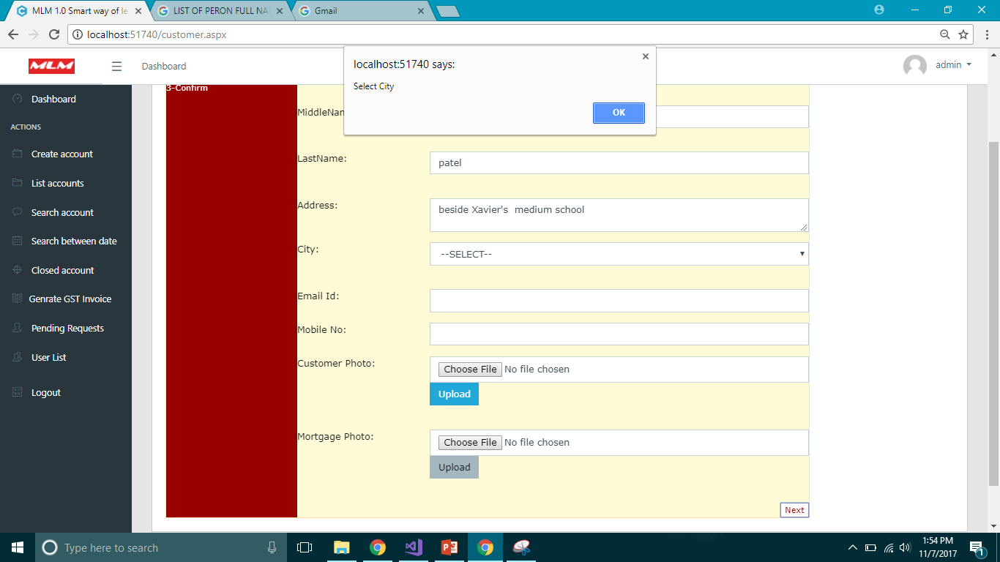 MLM 1.0 Smart way of le
LIST OF PERON FULL NA
Gmail
localhost:51740/customer.aspx
MLM
Dashboard
admin
localhost:51740 says:
Select City
OK
Dashboard
ACTIONS
Create account
List accounts
Search account
Search between date
Closed account
Genrate GST Invoice
Pending Requests
User List
Logout
3-Confirm
MiddleNan
LastName:
patel
Address:
beside Xavier's  medium school
City:
--SELECT--
Email Id:
Mobile No:
Customer Photo:
Choose File No file chosen
Upload
Mortgage Photo:
Choose File No file chosen
Upload
Next
Type here to search
1:54 PM
11/7/2017
1